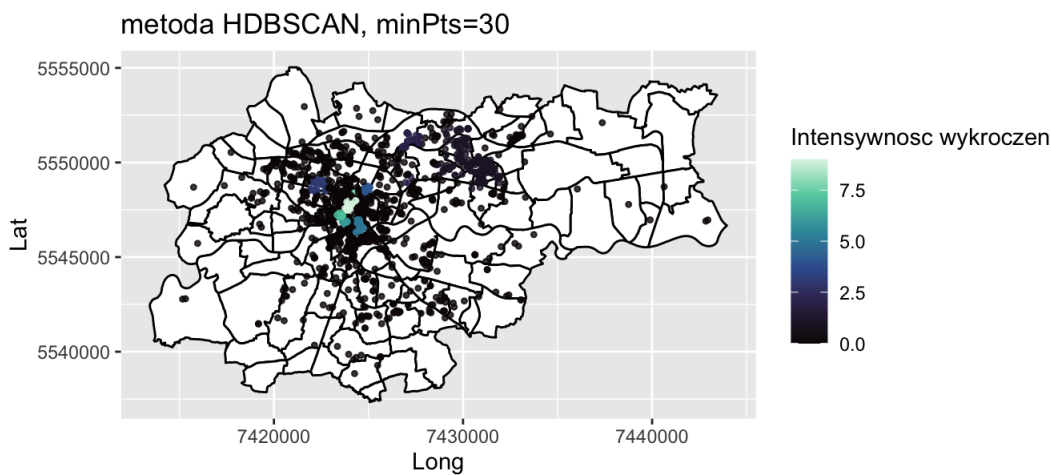 metoda HDBSCAN, minPts=30
5555000
5550000
5545000
5540000
Lat
7420000
7430000
7440000
Long
Intensywnosc wykroczen
7.5
5.0
2.5
0.0